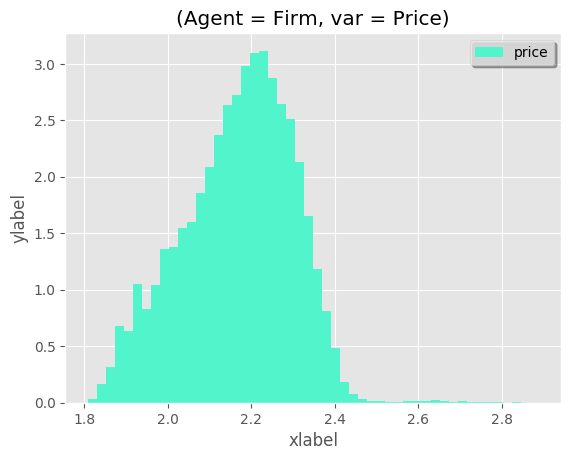 (Agent = Firm, var = Price)
price
3.0
2.5
2.0
1.5
1.0
0.5
0.0
ylabel
1.8 2.0 2.2 2.4 2.6 2.8
xlabel